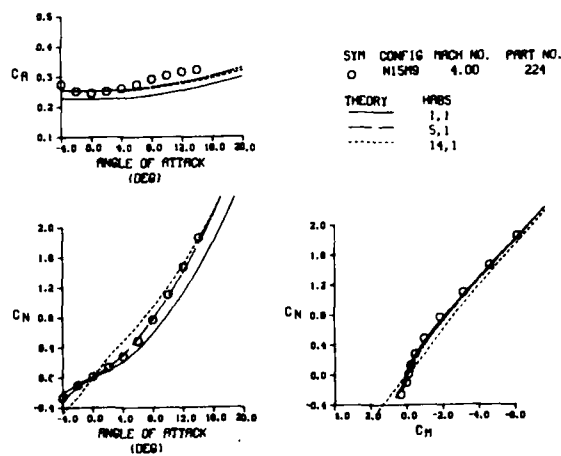 0.5
0.4
0.3
0.2
0.1
CA
-4.0 0.0 4.0 8.0 12.0 16.0 20.0
ANGLE OF ATTACK
(DEG)
SYM CONFIG MACH NO. PART NO.
N15M9 4.00 224
THEORY HABS
1,1
5,1
14,1
2.0
1.6
1.2
0.8
0.4
0.0
-0.4
CN
-4.0 0.0 4.0 8.0 12.0 16.0 20.0
ANGLE OF ATTACK
(DEG)
2.0
1.6
1.2
0.8
0.4
0.0
-0.4
CN
4.0 2.0 0.0 -2.0 -4.0 -6.0
CM